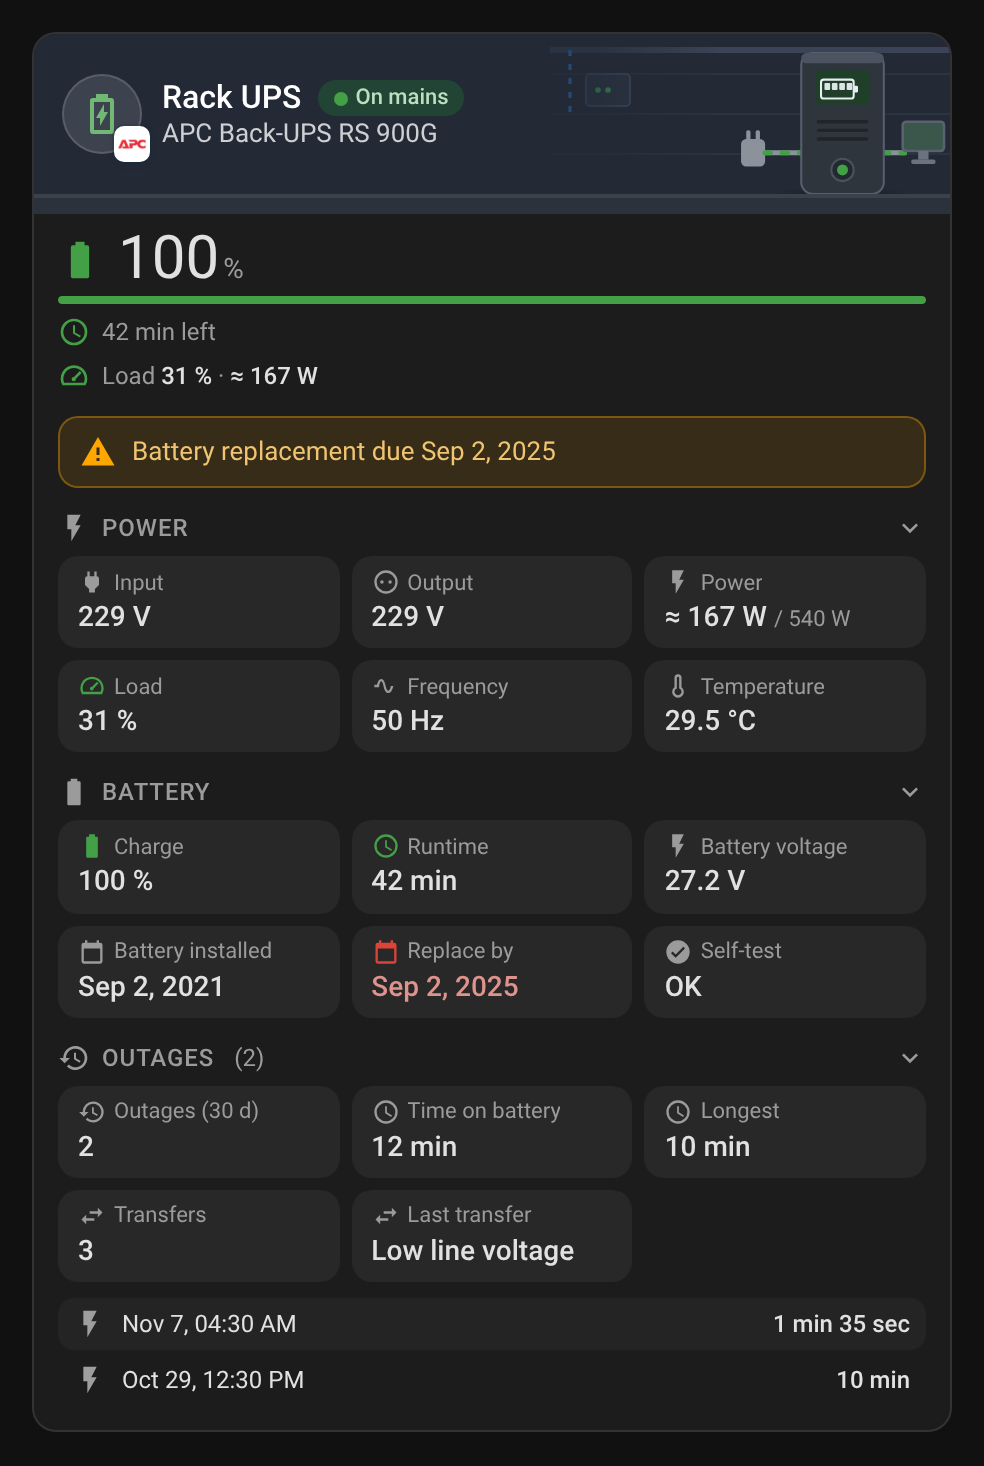 Rack UPS
On mains
APC
APC Back-UPS RS 900G
100 %
42 min left
Load 31 % · ≈ 167 W
Battery replacement due Sep 2, 2025
POWER
Input
229 V
Output
229 V
Power
≈ 167 W / 540 W
Load
31 %
Frequency
50 Hz
Temperature
29.5 °C
BATTERY
Charge
100 %
Runtime
42 min
Battery voltage
27.2 V
Battery installed
Sep 2, 2021
Replace by
Sep 2, 2025
Self-test
OK
OUTAGES (2)
Outages (30 d)
2
Time on battery
12 min
Longest
10 min
Transfers
3
Last transfer
Low line voltage
Nov 7, 04:30 AM
1 min 35 sec
Oct 29, 12:30 PM
10 min